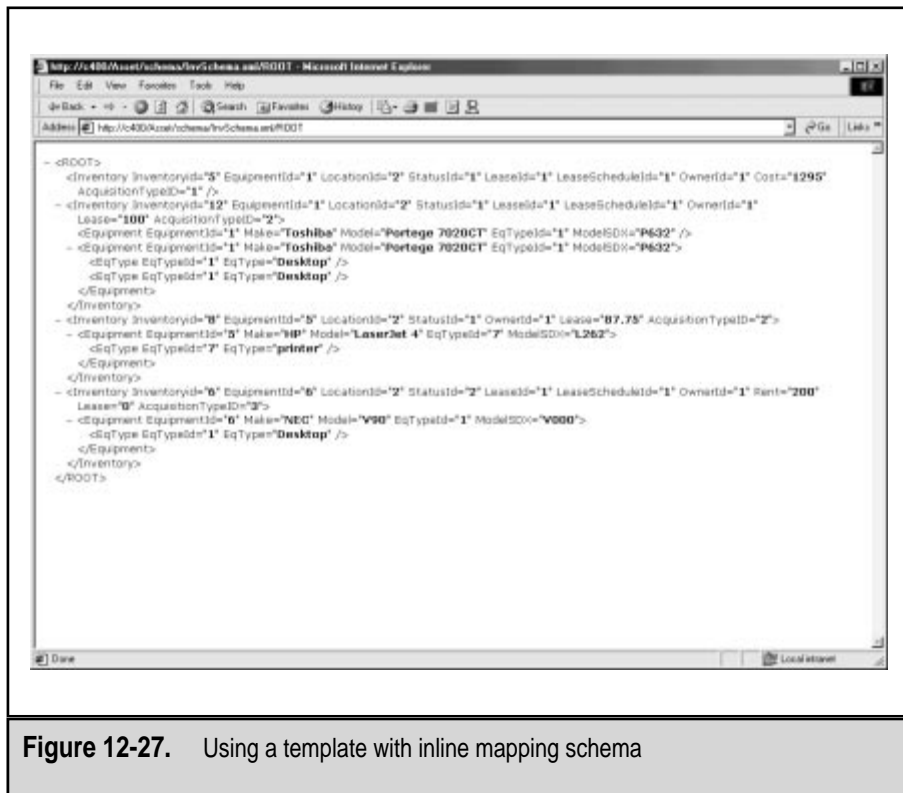 http://c400/Asset/schema/InvSchema.xml/ROOT - Microsoft Internet Explorer
File Edit View Favorites Tools Help
Back Search Favorites History
Address http://c400/Asset/schema/InvSchema.xml/ROOT Go Links »
- <ROOT>
<Inventory Inventoryid="5" EquipmentId="1" LocationId="2" StatusId="1" LeaseId="1" LeaseScheduleId="1" OwnerId="1" Cost="1295"
AcquisitionTypeID="1" />
- <Inventory Inventoryid="12" EquipmentId="1" LocationId="2" StatusId="1" LeaseId="1" LeaseScheduleId="1" OwnerId="1"
Lease="100" AcquisitionTypeID="2">
<Equipment EquipmentId="1" Make="Toshiba" Model="Portege 7020CT" EqTypeId="1" ModelSDX="P632" />
- <Equipment EquipmentId="1" Make="Toshiba" Model="Portege 7020CT" EqTypeId="1" ModelSDX="P632">
<EqType EqTypeId="1" EqType="Desktop" />
<EqType EqTypeId="1" EqType="Desktop" />
</Equipment>
</Inventory>
- <Inventory Inventoryid="8" EquipmentId="5" LocationId="2" StatusId="1" OwnerId="1" Lease="87.75" AcquisitionTypeID="2">
- <Equipment EquipmentId="5" Make="HP" Model="LaserJet 4" EqTypeId="7" ModelSDX="L262">
<EqType EqTypeId="7" EqType="printer" />
</Equipment>
</Inventory>
- <Inventory Inventoryid="6" EquipmentId="6" LocationId="2" StatusId="2" LeaseId="1" LeaseScheduleId="1" OwnerId="1" Rent="200"
Lease="0" AcquisitionTypeID="3">
- <Equipment EquipmentId="6" Make="NEC" Model="V90" EqTypeId="1" ModelSDX="V000">
<EqType EqTypeId="1" EqType="Desktop" />
</Equipment>
</Inventory>
</ROOT>
Done Local intranet
Figure 12-27. Using a template with inline mapping schema